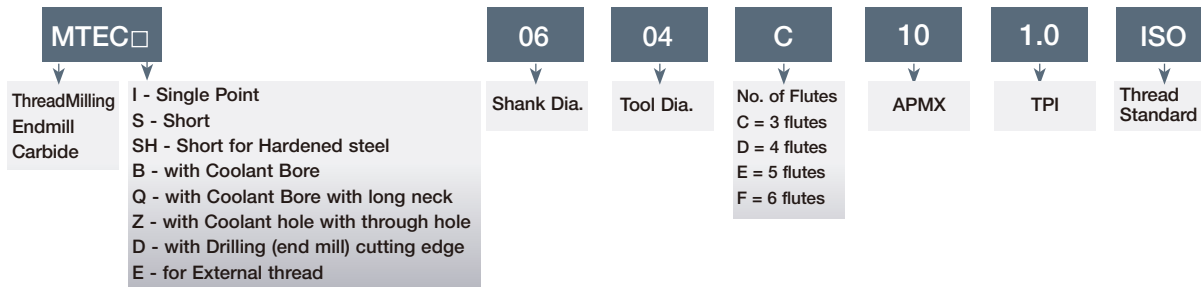 MTEC□ 06 04 C 10 1.0 ISO
ThreadMilling
Endmill
Carbide
I - Single Point
S - Short
SH - Short for Hardened steel
B - with Coolant Bore
Q - with Coolant Bore with long neck
Z - with Coolant hole with through hole
D - with Drilling (end mill) cutting edge
E - for External thread
Shank Dia.
Tool Dia.
No. of Flutes
C = 3 flutes
D = 4 flutes
E = 5 flutes
F = 6 flutes
APMX
TPI
Thread
Standard